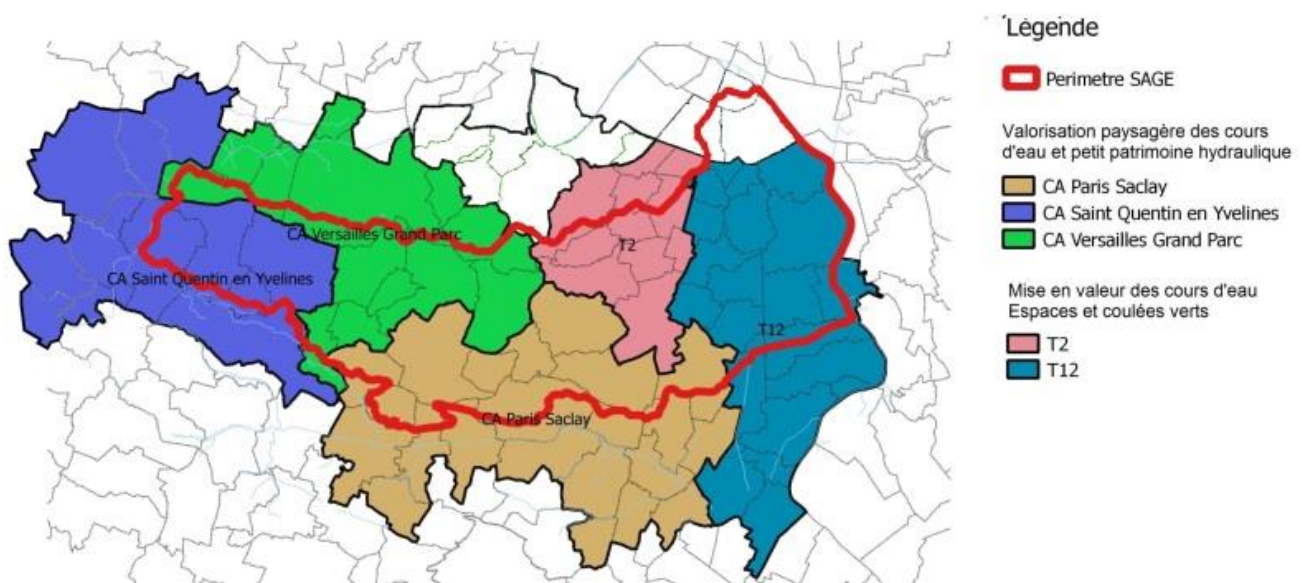 Légende
Perimetre SAGE
Valorisation paysagère des cours
d'eau et petit patrimoine hydraulique
CA Paris Saclay
CA Saint Quentin en Yvelines
CA Versailles Grand Parc
Mise en valeur des cours d'eau
Espaces et coulées verts
T2
T12
CA Versailles Grand Parc
T2
CA Saint Quentin en Yvelines
T12
CA Paris Saclay